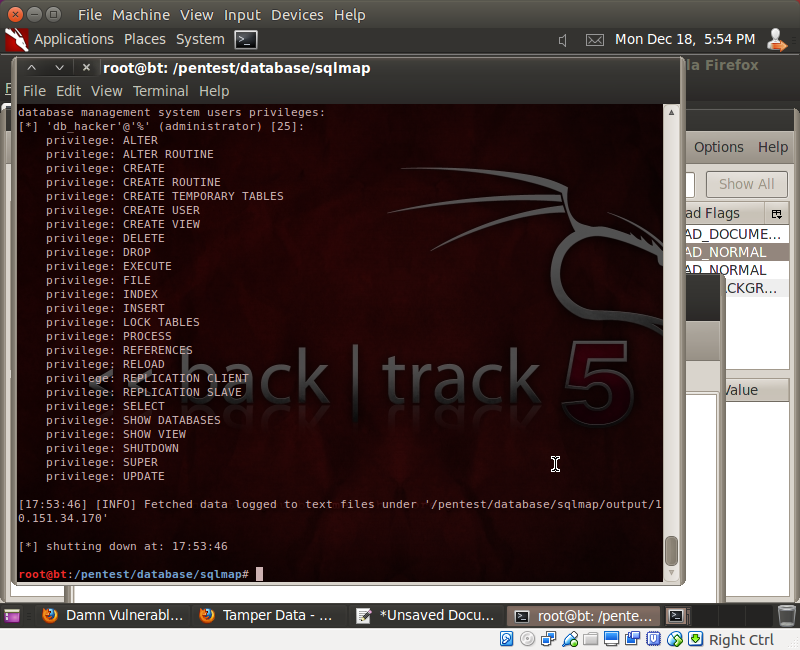 File Machine View Input Devices Help
Applications Places System
Mon Dec 18, 5:54 PM
root@bt: /pentest/database/sqlmap
la Firefox
File Edit View Terminal Help
database management system users privileges:
[*] 'db_hacker'@'%' (administrator) [25]:
privilege: ALTER
privilege: ALTER ROUTINE
privilege: CREATE
privilege: CREATE ROUTINE
privilege: CREATE TEMPORARY TABLES
privilege: CREATE USER
privilege: CREATE VIEW
privilege: DELETE
privilege: DROP
privilege: EXECUTE
privilege: FILE
privilege: INDEX
privilege: INSERT
privilege: LOCK TABLES
privilege: PROCESS
privilege: REFERENCES
privilege: RELOAD
privilege: REPLICATION CLIENT
privilege: REPLICATION SLAVE
privilege: SELECT
privilege: SHOW DATABASES
privilege: SHOW VIEW
privilege: SHUTDOWN
privilege: SUPER
privilege: UPDATE
[17:53:46] [INFO] Fetched data logged to text files under '/pentest/database/sqlmap/output/1
0.151.34.170'
[*] shutting down at: 17:53:46
root@bt:/pentest/database/sqlmap#
<< back | track 5
Options Help
Show All
ad Flags
AD_DOCUME...
AD_NORMAL
AD_NORMAL
ACKGR...
Value
Damn Vulnerabl...
Tamper Data - ...
*Unsaved Docu...
root@bt: /pente...
Right Ctrl